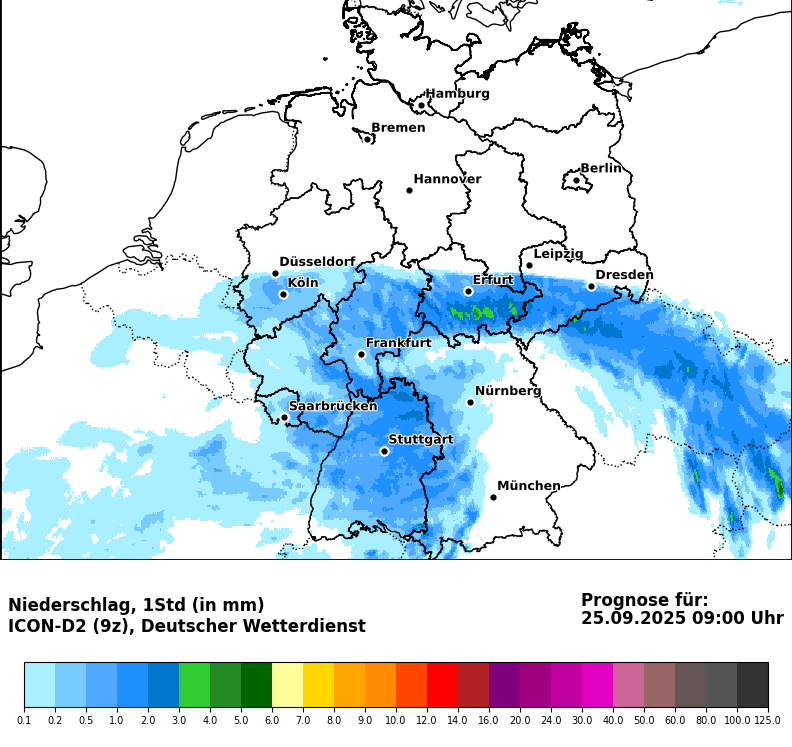 Hamburg
Bremen
Berlin
Hannover
Leipzig
Düsseldorf
Dresden
Köln
Erfurt
Frankfurt
Nürnberg
Saarbrücken
Stuttgart
München
Niederschlag, 1Std (in mm)
ICON-D2 (9z), Deutscher Wetterdienst
Prognose für:
25.09.2025 09:00 Uhr
0.1 0.2 0.5 1.0 2.0 3.0 4.0 5.0 6.0 7.0 8.0 9.0 10.0 12.0 14.0 16.0 20.0 24.0 30.0 40.0 50.0 60.0 80.0 100.0 125.0